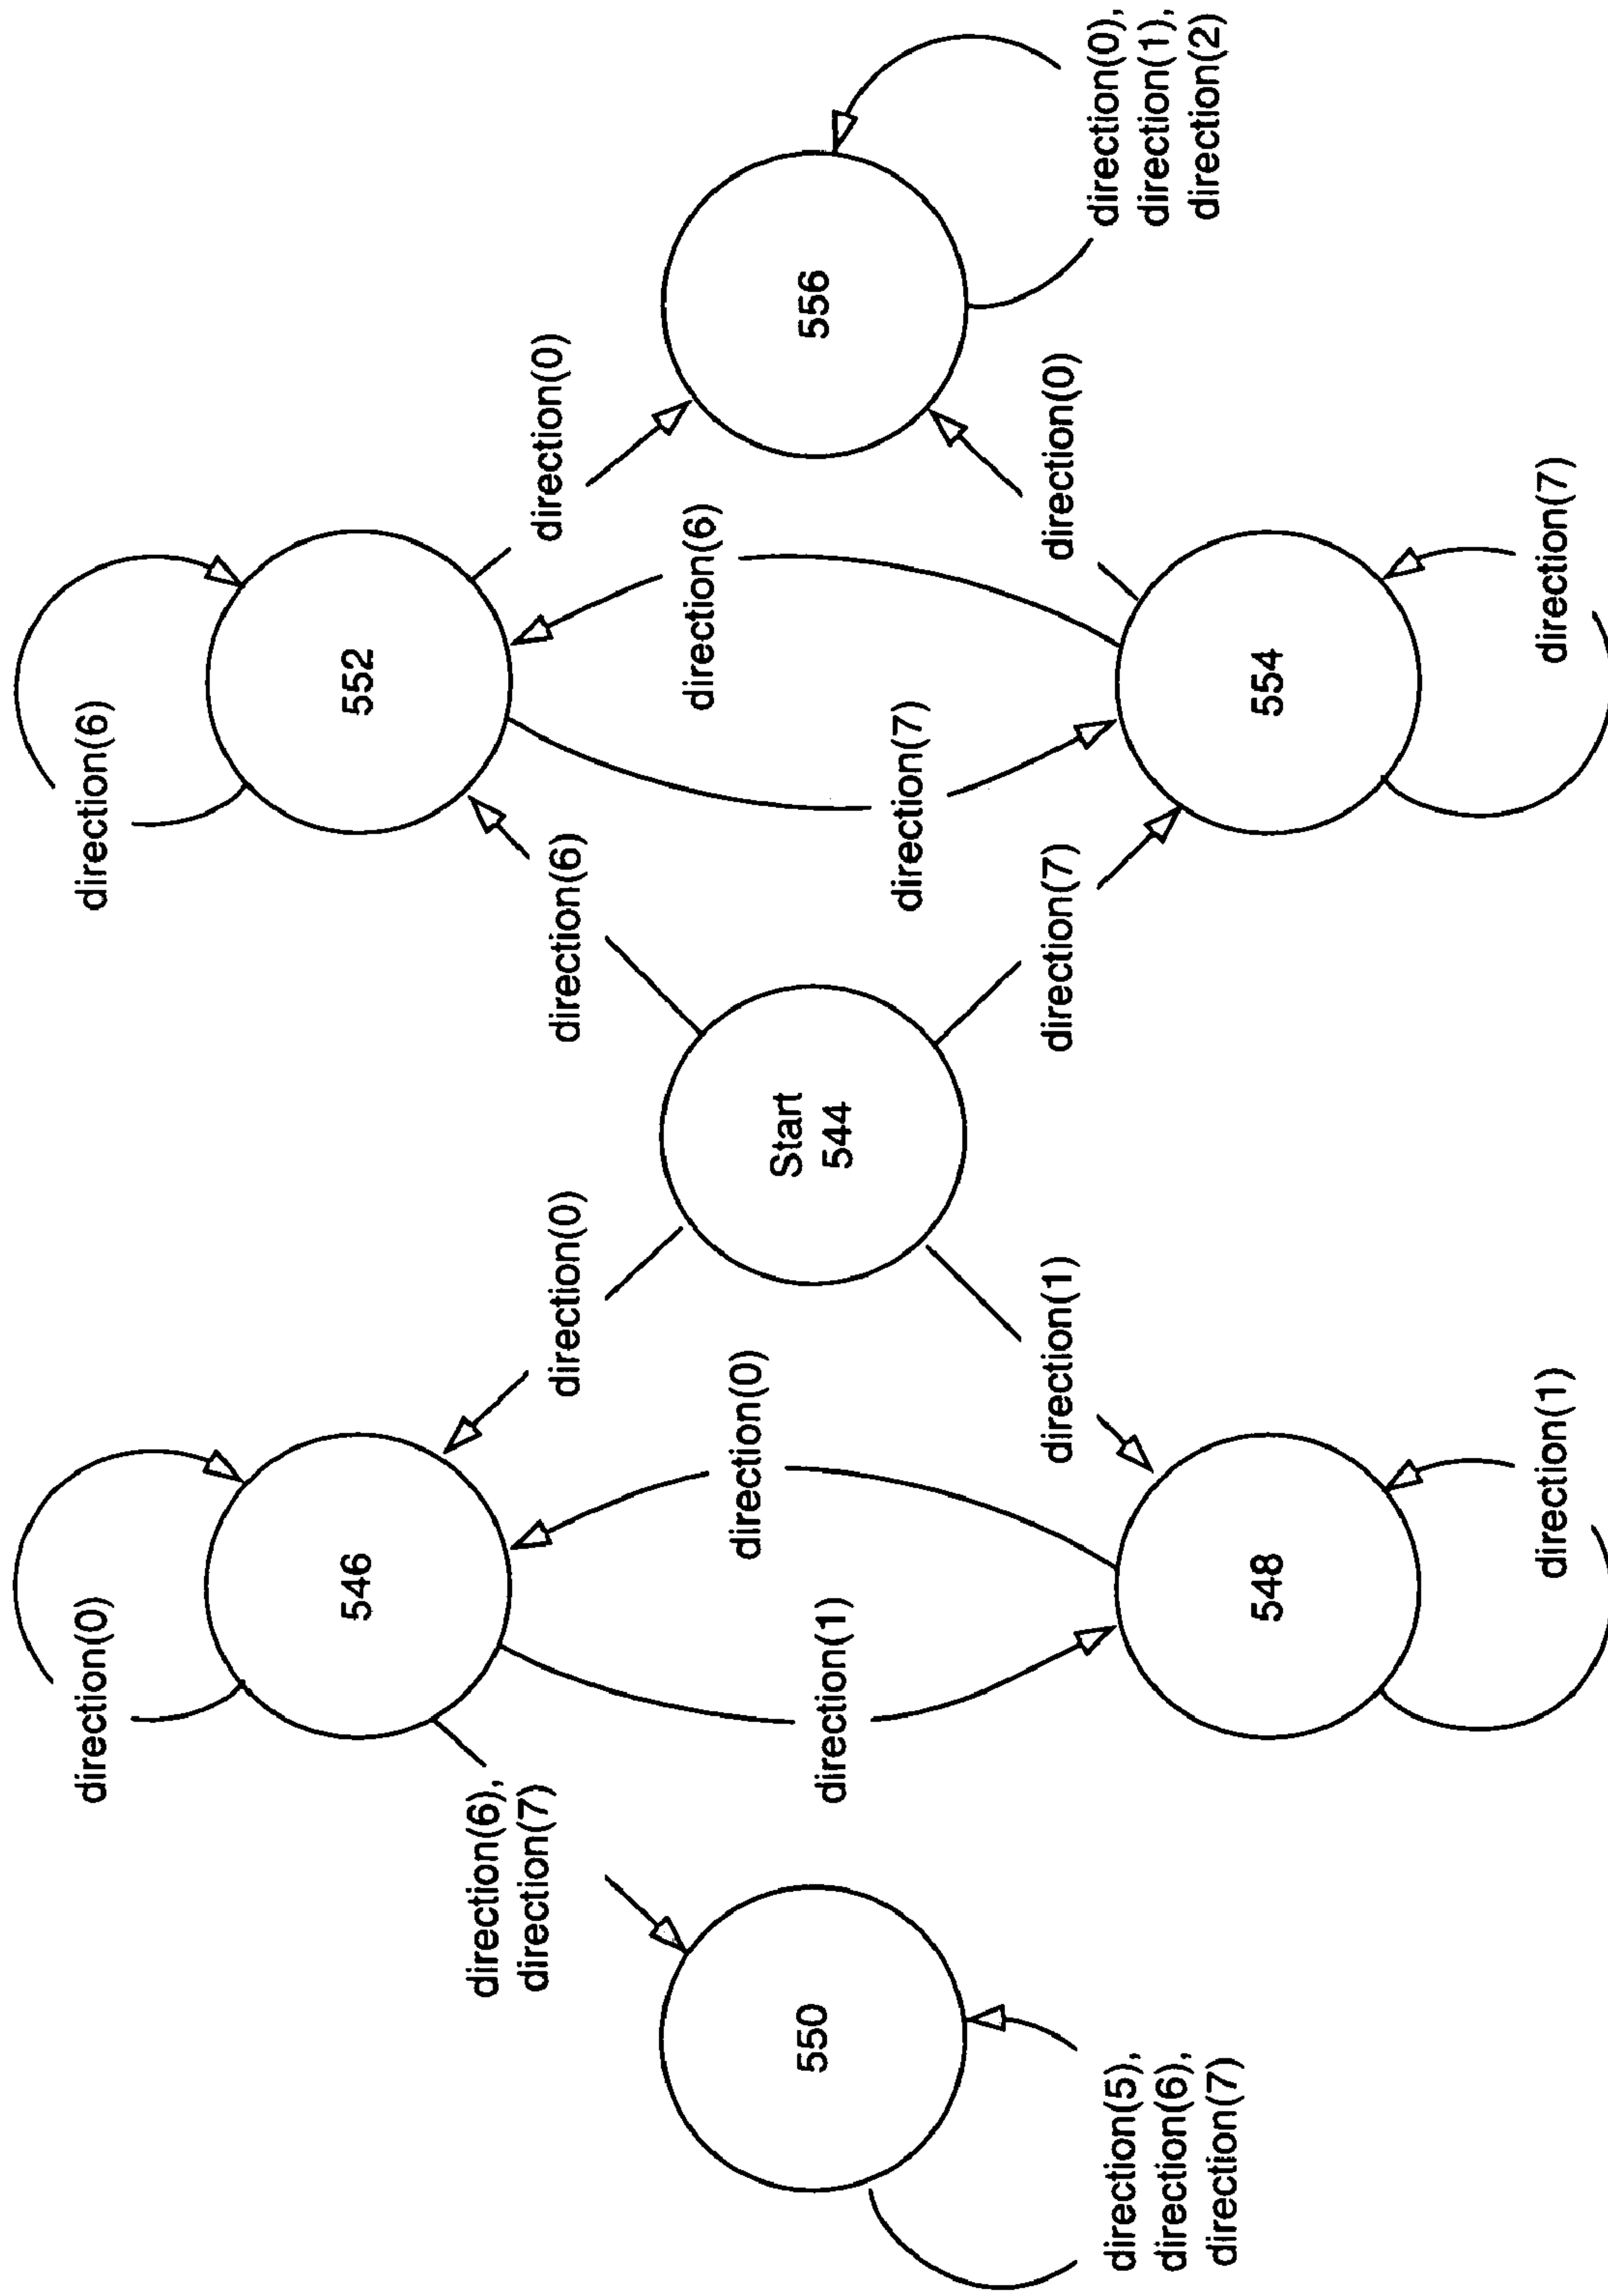 direction(0)
direction(6)
546
552
direction(6),
direction(7)
direction(0)
direction(6)
direction(0)
direction(0)
direction(6)
550
Start
544
556
direction(1)
direction(7)
direction(1)
direction(7)
direction(0)
direction(5),
direction(6),
direction(7)
direction(0),
direction(1),
direction(2)
548
554
direction(1)
direction(7)